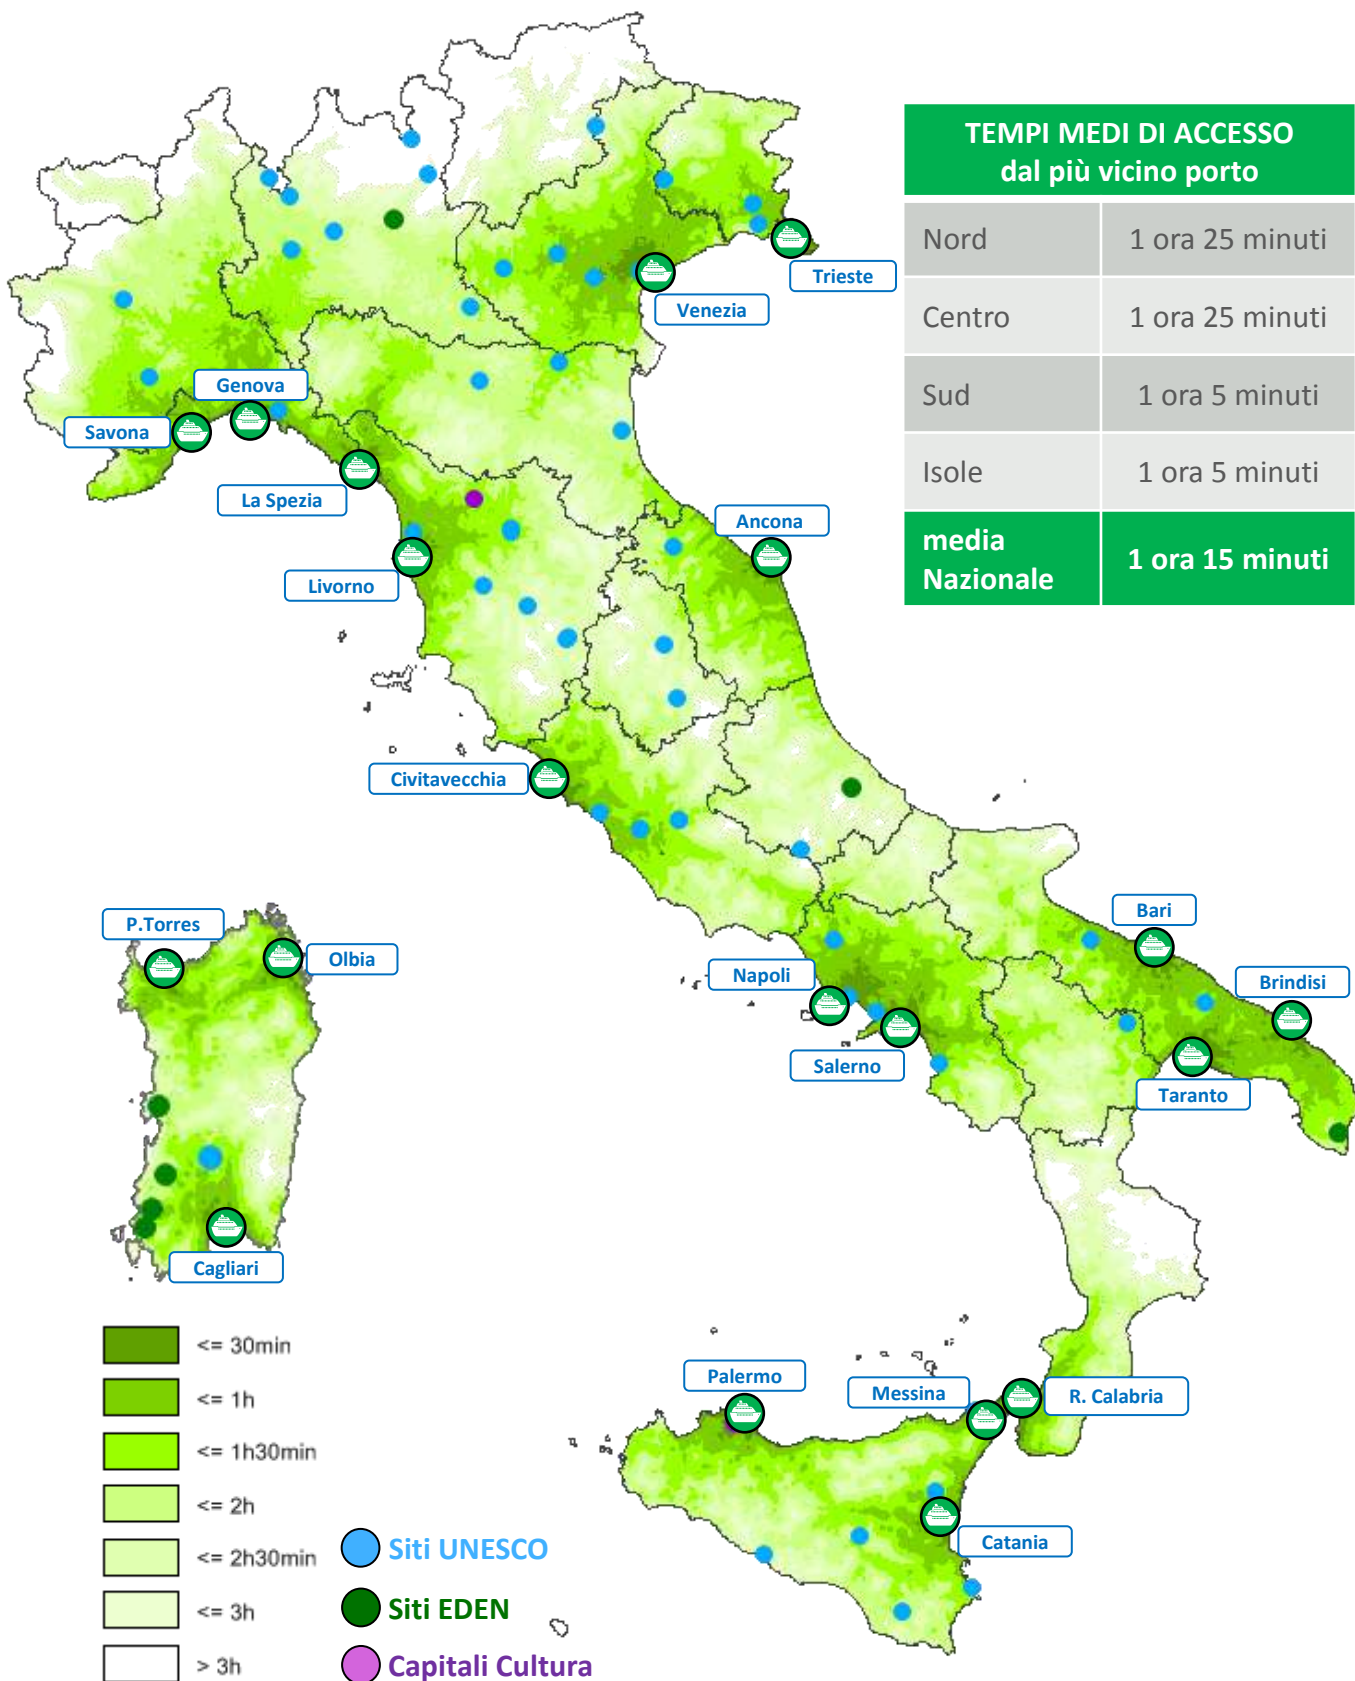 TEMPI MEDI DI ACCESSO
dal più vicino porto
Nord 1 ora 25 minuti
Centro 1 ora 25 minuti
Sud 1 ora 5 minuti
Isole 1 ora 5 minuti
media
Nazionale 1 ora 15 minuti
Trieste
Venezia
Genova
Savona
La Spezia
Ancona
Livorno
Civitavecchia
P.Torres
Olbia
Bari
Napoli
Brindisi
Salerno
Taranto
Cagliari
Palermo
Messina
R. Calabria
Catania
<= 30min
<= 1h
<= 1h30min
<= 2h
<= 2h30min
<= 3h
> 3h
Siti UNESCO
Siti EDEN
Capitali Cultura